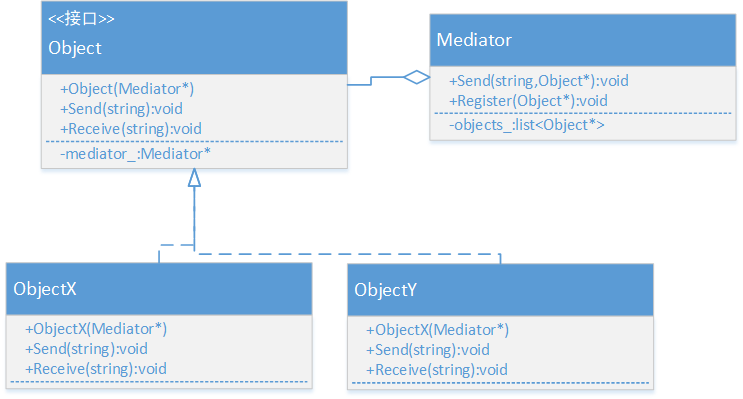 <<接口>>
Object
+Object(Mediator*)
+Send(string):void
+Receive(string):void
-mediator_:Mediator*
Mediator
+Send(string,Object*):void
+Register(Object*):void
-objects_:list<Object*>
ObjectX
+ObjectX(Mediator*)
+Send(string):void
+Receive(string):void
ObjectY
+ObjectX(Mediator*)
+Send(string):void
+Receive(string):void